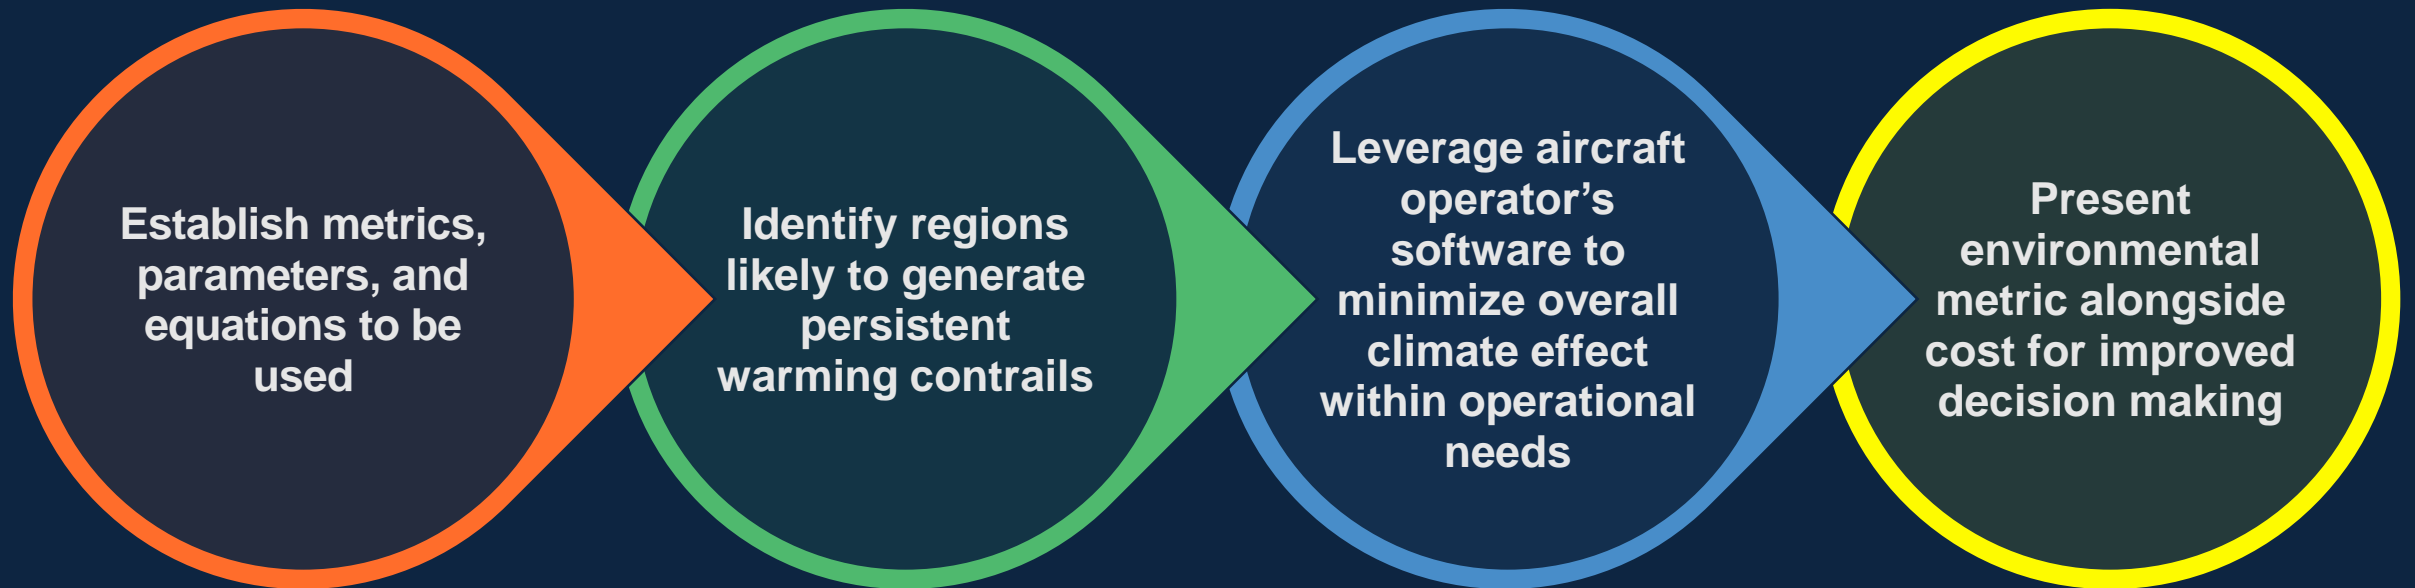 Establish metrics,
parameters, and
equations to be
used
Identify regions
likely to generate
persistent
warming contrails
Leverage aircraft
operator’s
software to
minimize overall
climate effect
within operational
needs
Present
environmental
metric alongside
cost for improved
decision making